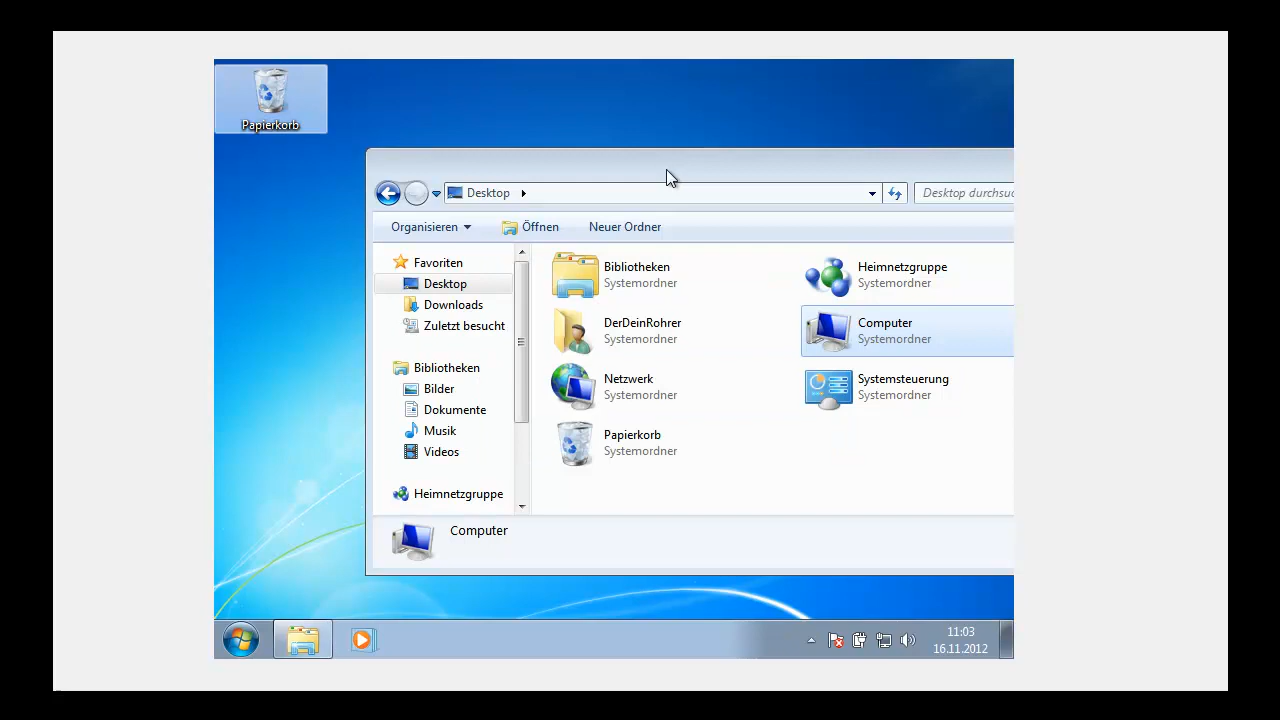 Papierkorb
Desktop
Desktop durchsuc
Organisieren Öffnen Neuer Ordner
Favoriten
Desktop
Downloads
Zuletzt besucht
Bibliotheken
Bilder
Dokumente
Musik
Videos
Heimnetzgruppe
Bibliotheken
Systemordner
Heimnetzgruppe
Systemordner
DerDeinRohrer
Systemordner
Computer
Systemordner
Netzwerk
Systemordner
Systemsteuerung
Systemordner
Papierkorb
Systemordner
Computer
11:03
16.11.2012